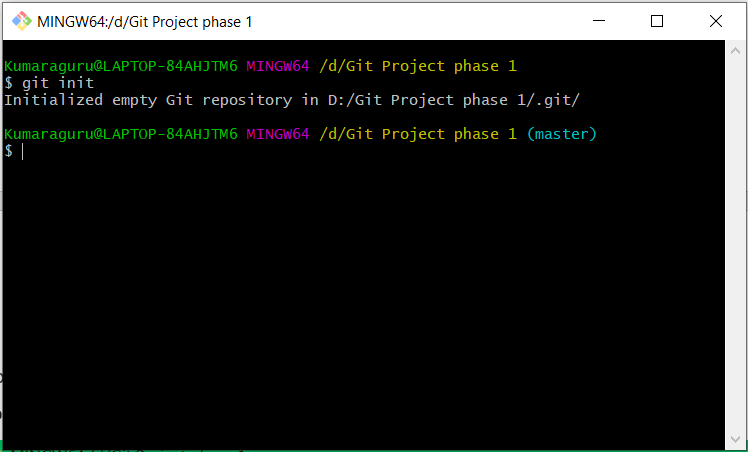 MINGW64:/d/Git Project phase 1
Kumaraguru@LAPTOP-84AHJTM6 MINGW64 /d/Git Project phase 1
$ git init
Initialized empty Git repository in D:/Git Project phase 1/.git/
Kumaraguru@LAPTOP-84AHJTM6 MINGW64 /d/Git Project phase 1 (master)
$